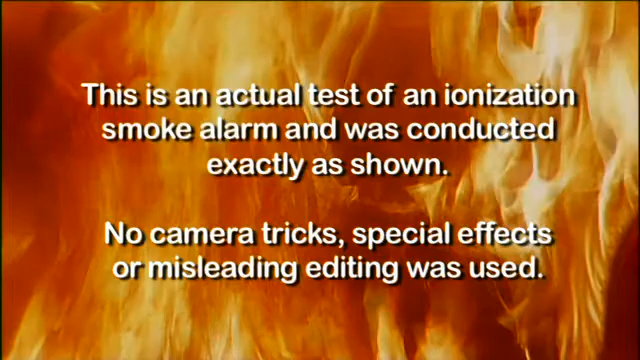 This is an actual test of an ionization
smoke alarm and was conducted
exactly as shown.
No camera tricks, special effects
or misleading editing was used.